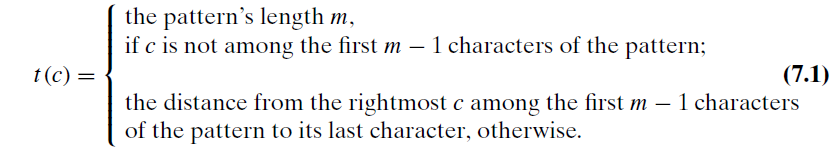 the pattern's length m,
if c is not among the first m − 1 characters of the pattern;
t(c) =
(7.1)
the distance from the rightmost c among the first m − 1 characters
of the pattern to its last character, otherwise.